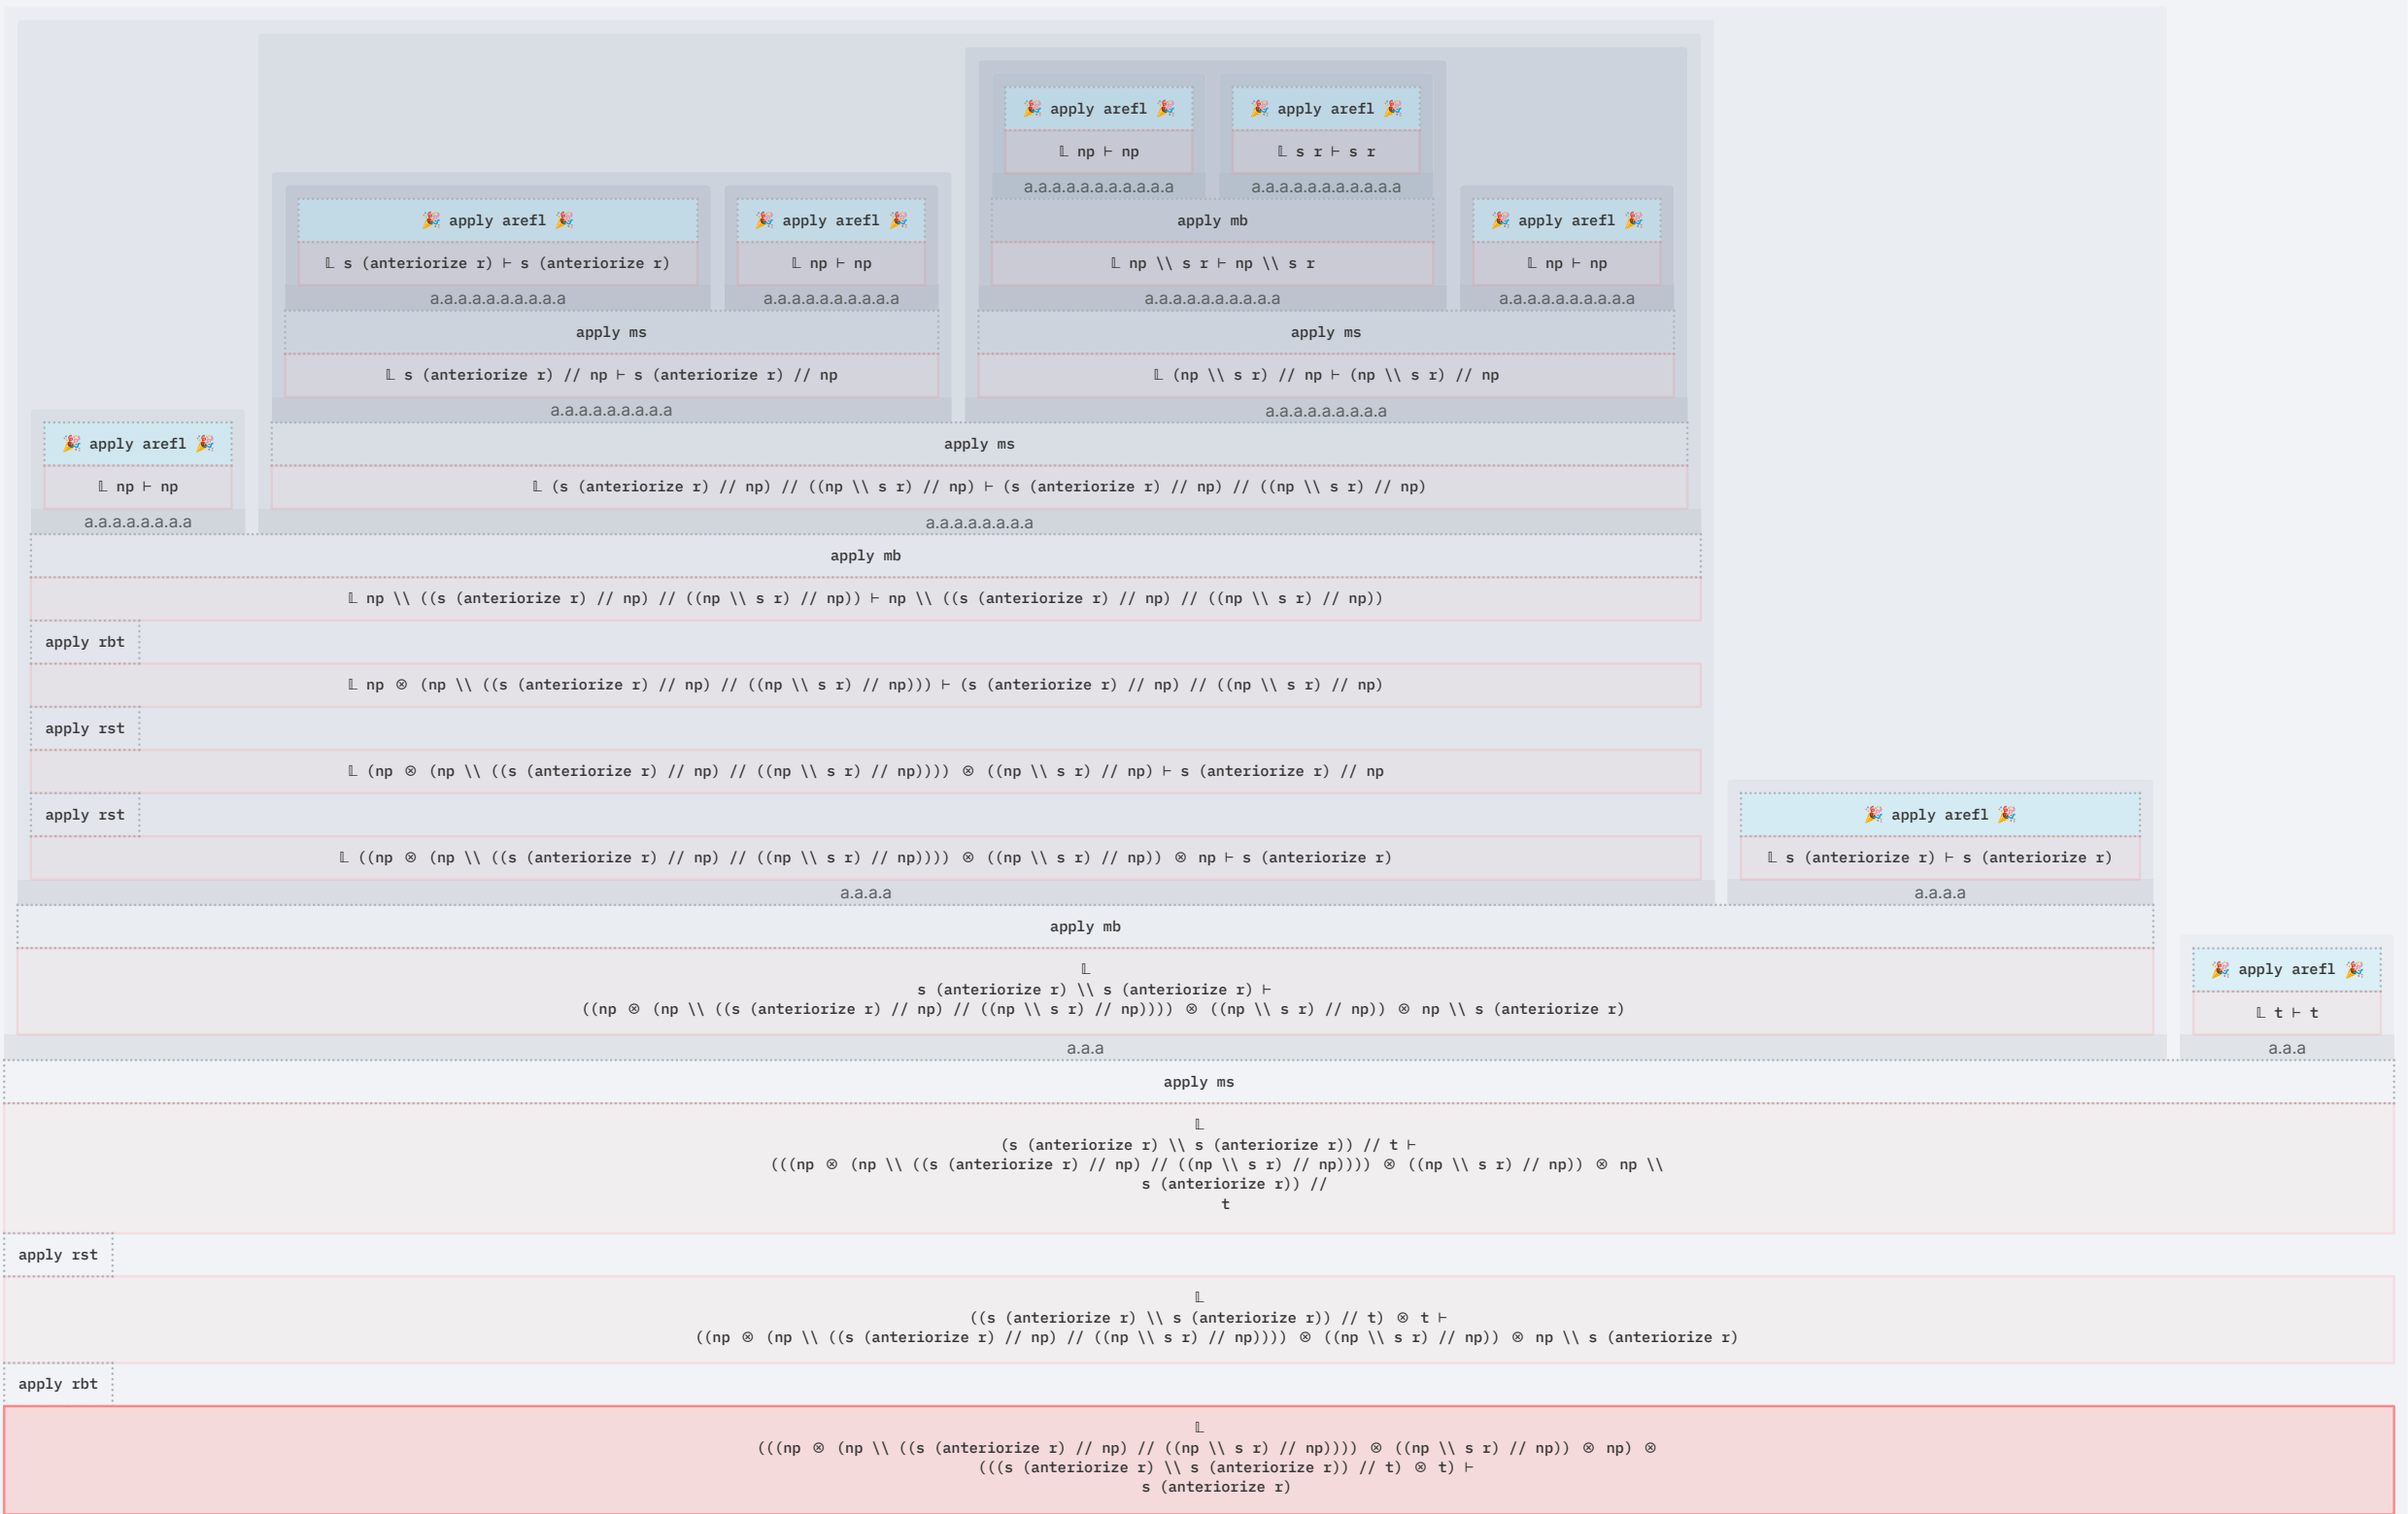 🎉 apply arefl 🎉 🎉 apply arefl 🎉
𝕃 np ⊢ np 𝕃 s r ⊢ s r
a.a.a.a.a.a.a.a.a.a.a a.a.a.a.a.a.a.a.a.a.a
🎉 apply arefl 🎉 🎉 apply arefl 🎉 apply mb 🎉 apply arefl 🎉
𝕃 s (anteriorize r) ⊢ s (anteriorize r) 𝕃 np ⊢ np 𝕃 np \\ s r ⊢ np \\ s r 𝕃 np ⊢ np
a.a.a.a.a.a.a.a.a.a a.a.a.a.a.a.a.a.a.a a.a.a.a.a.a.a.a.a.a a.a.a.a.a.a.a.a.a.a
apply ms apply ms
𝕃 s (anteriorize r) // np ⊢ s (anteriorize r) // np 𝕃 (np \\ s r) // np ⊢ (np \\ s r) // np
a.a.a.a.a.a.a.a.a a.a.a.a.a.a.a.a.a
🎉 apply arefl 🎉 apply ms
𝕃 np ⊢ np 𝕃 (s (anteriorize r) // np) // ((np \\ s r) // np) ⊢ (s (anteriorize r) // np) // ((np \\ s r) // np)
a.a.a.a.a.a.a.a a.a.a.a.a.a.a.a
apply mb
𝕃 np \\ ((s (anteriorize r) // np) // ((np \\ s r) // np)) ⊢ np \\ ((s (anteriorize r) // np) // ((np \\ s r) // np))
apply rbt
𝕃 np ⊗ (np \\ ((s (anteriorize r) // np) // ((np \\ s r) // np))) ⊢ (s (anteriorize r) // np) // ((np \\ s r) // np)
apply rst
𝕃 (np ⊗ (np \\ ((s (anteriorize r) // np) // ((np \\ s r) // np)))) ⊗ ((np \\ s r) // np) ⊢ s (anteriorize r) // np
apply rst 🎉 apply arefl 🎉
𝕃 ((np ⊗ (np \\ ((s (anteriorize r) // np) // ((np \\ s r) // np)))) ⊗ ((np \\ s r) // np)) ⊗ np ⊢ s (anteriorize r) 𝕃 s (anteriorize r) ⊢ s (anteriorize r)
a.a.a.a a.a.a.a
apply mb
𝕃
s (anteriorize r) \\ s (anteriorize r) ⊢
((np ⊗ (np \\ ((s (anteriorize r) // np) // ((np \\ s r) // np)))) ⊗ ((np \\ s r) // np)) ⊗ np \\ s (anteriorize r)
🎉 apply arefl 🎉
𝕃 t ⊢ t
a.a.a a.a.a
apply ms
𝕃
(s (anteriorize r) \\ s (anteriorize r)) // t ⊢
(((np ⊗ (np \\ ((s (anteriorize r) // np) // ((np \\ s r) // np)))) ⊗ ((np \\ s r) // np)) ⊗ np \\
s (anteriorize r)) //
t
apply rst
𝕃
((s (anteriorize r) \\ s (anteriorize r)) // t) ⊗ t ⊢
((np ⊗ (np \\ ((s (anteriorize r) // np) // ((np \\ s r) // np)))) ⊗ ((np \\ s r) // np)) ⊗ np \\ s (anteriorize r)
apply rbt
𝕃
(((np ⊗ (np \\ ((s (anteriorize r) // np) // ((np \\ s r) // np)))) ⊗ ((np \\ s r) // np)) ⊗ np) ⊗
(((s (anteriorize r) \\ s (anteriorize r)) // t) ⊗ t) ⊢
s (anteriorize r)